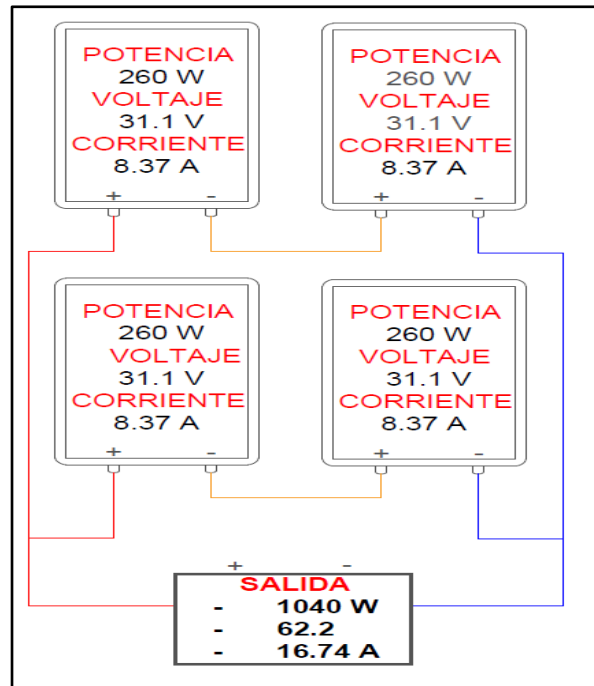 POTENCIA
260 W
VOLTAJE
31.1 V
CORRIENTE
8.37 A
+ -
POTENCIA
260 W
VOLTAJE
31.1 V
CORRIENTE
8.37 A
+ -
POTENCIA
260 W
VOLTAJE
31.1 V
CORRIENTE
8.37 A
+ -
POTENCIA
260 W
VOLTAJE
31.1 V
CORRIENTE
8.37 A
+ -
+ -
SALIDA
- 1040 W
- 62.2
- 16.74 A